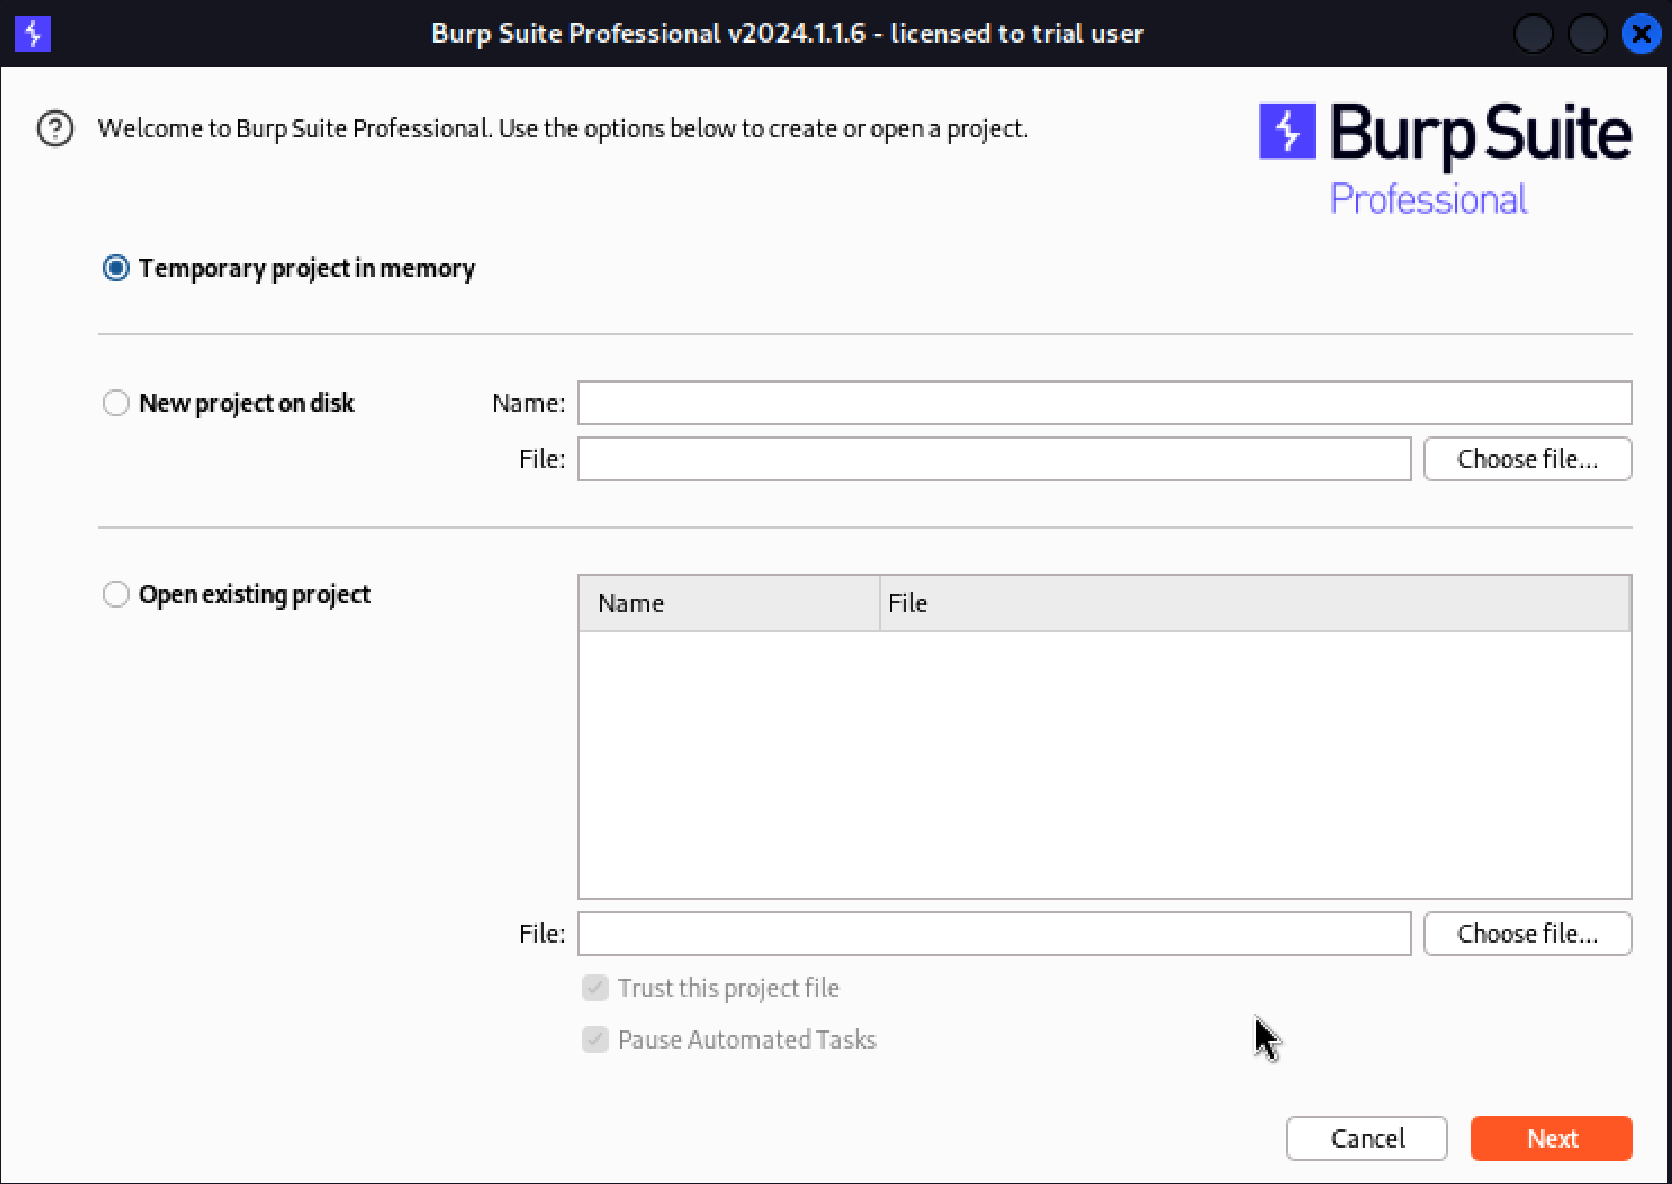 Burp Suite Professional v2024.1.1.6 - licensed to trial user
Welcome to Burp Suite Professional. Use the options below to create or open a project.
Burp Suite
Professional
Temporary project in memory
New project on disk
Name:
File:
Choose file...
Open existing project
Name
File
File:
Choose file...
Trust this project file
Pause Automated Tasks
Cancel
Next